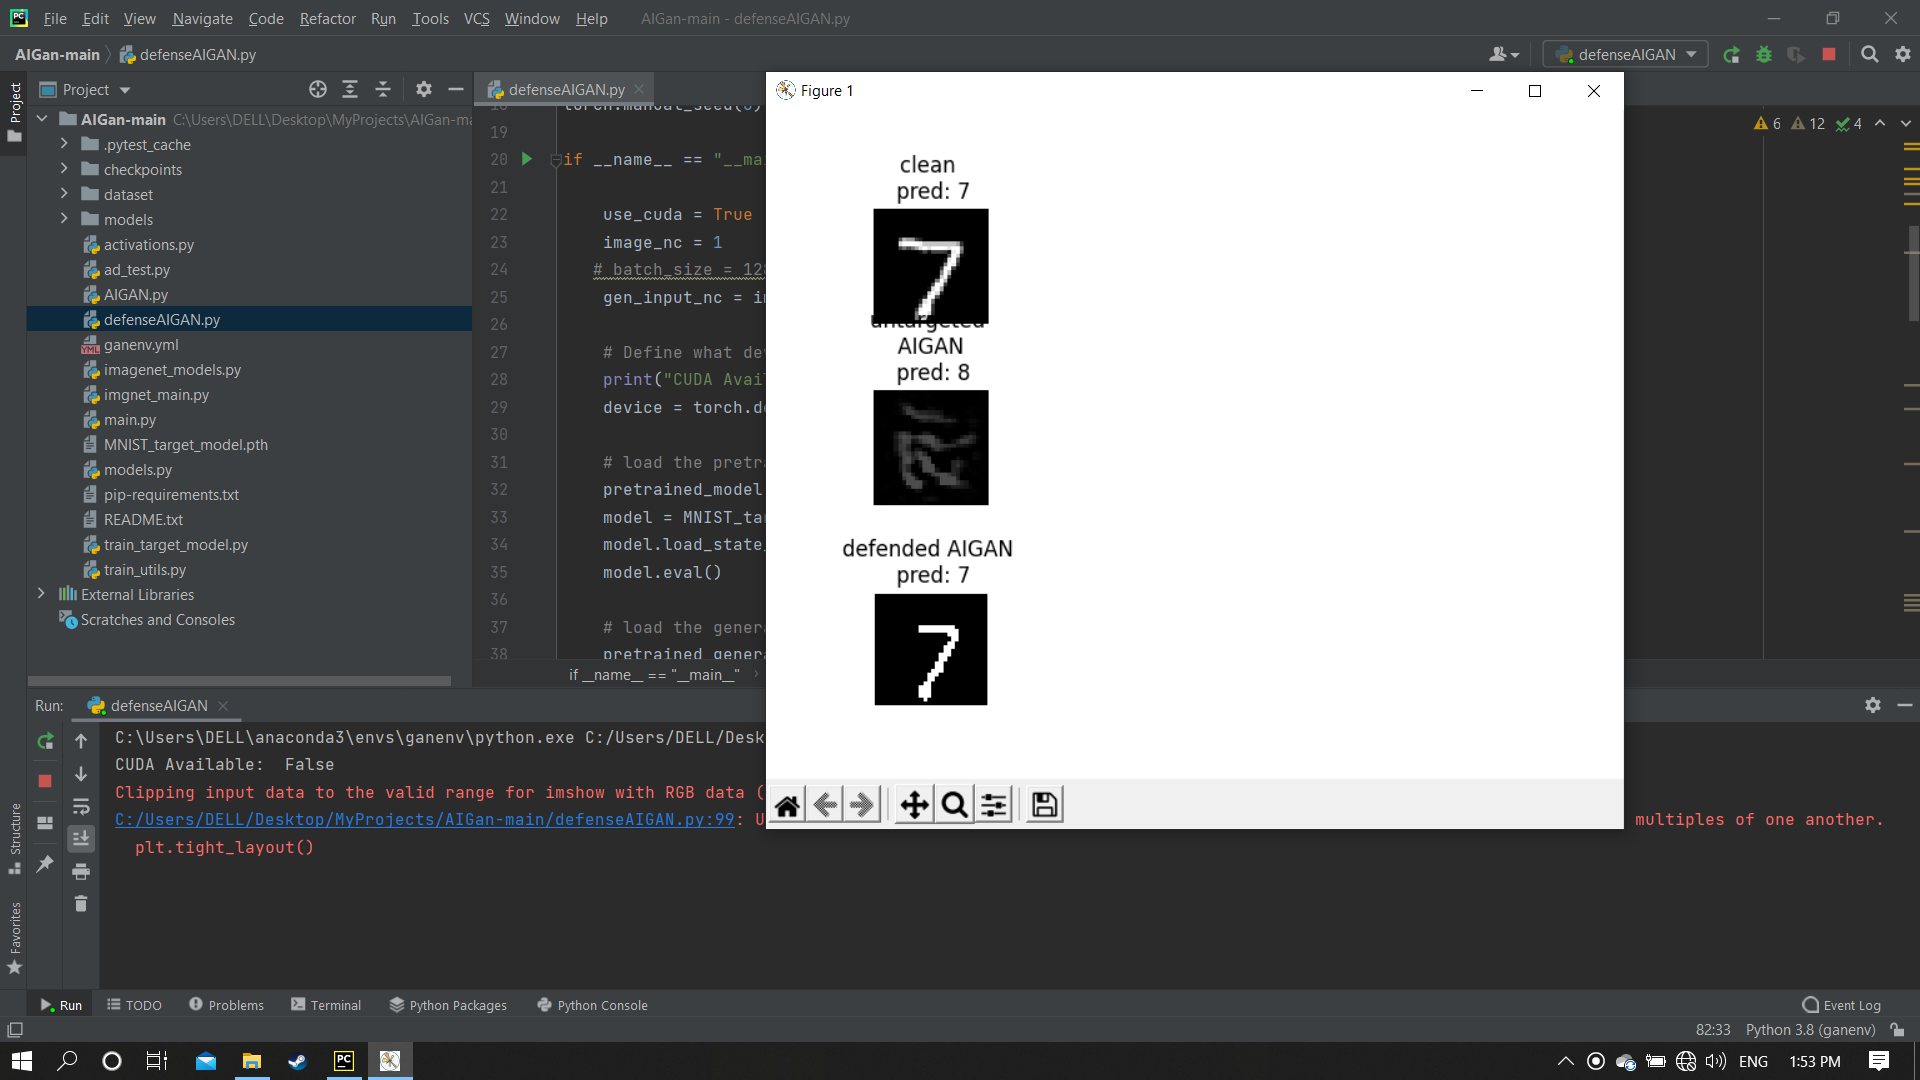 File Edit View Navigate Code Refactor Run Tools VCS Window Help AIGan-main - defenseAIGAN.py
AIGan-main defenseAIGAN.py
defenseAIGAN
Project
Project
AIGan-main C:\Users\DELL\Desktop\MyProjects\AIGan-ma
.pytest_cache
checkpoints
dataset
models
activations.py
ad_test.py
AIGAN.py
defenseAIGAN.py
ganenv.yml
imagenet_models.py
imgnet_main.py
main.py
MNIST_target_model.pth
models.py
pip-requirements.txt
README.txt
train_target_model.py
train_utils.py
External Libraries
Scratches and Consoles
defenseAIGAN.py
6 12 4
18 torch.manual_seed(0)
19
20 if __name__ == "__ma
21
22 use_cuda = True
23 image_nc = 1
24 # batch_size = 128
25 gen_input_nc = i
26
27 # Define what de
28 print("CUDA Avai
29 device = torch.d
30
31 # load the pretr
32 pretrained_model
33 model = MNIST_ta
34 model.load_state_
35 model.eval()
36
37 # load the gener
38 pretrained_genera
if __name__ == "__main__"
Figure 1
clean
pred: 7
untargeted
AIGAN
pred: 8
defended AIGAN
pred: 7
Run: defenseAIGAN
C:\Users\DELL\anaconda3\envs\ganenv\python.exe C:/Users/DELL/Desk
CUDA Available:  False
Clipping input data to the valid range for imshow with RGB data (
C:/Users/DELL/Desktop/MyProjects/AIGan-main/defenseAIGAN.py:99: U multiples of one another.
plt.tight_layout()
Structure
Favorites
Run TODO Problems Terminal Python Packages Python Console Event Log
82:33 Python 3.8 (ganenv)
ENG 1:53 PM